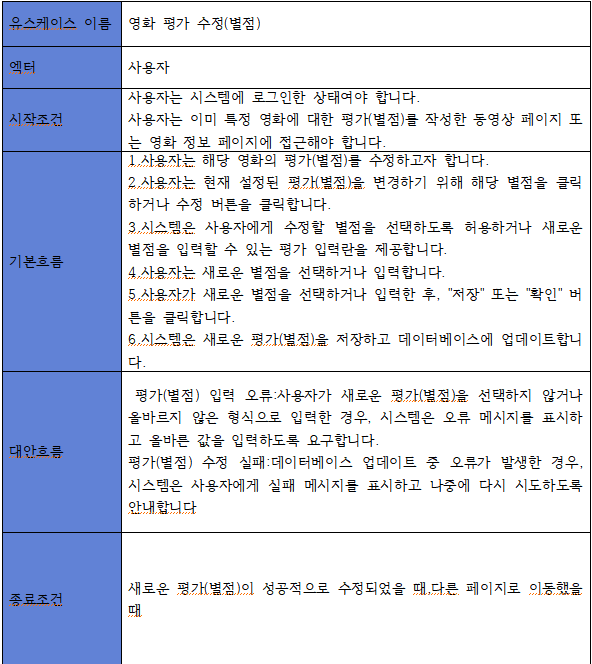 유스케이스 이름
영화 평가 수정(별점)
엑터
사용자
시작조건
사용자는 시스템에 로그인한 상태여야 합니다.
사용자는 이미 특정 영화에 대한 평가(별점)를 작성한 동영상 페이지 또
는 영화 정보 페이지에 접근해야 합니다.
기본흐름
1.사용자는 해당 영화의 평가(별점)를 수정하고자 합니다.
2.사용자는 현재 설정된 평가(별점)을 변경하기 위해 해당 별점을 클릭
하거나 수정 버튼을 클릭합니다.
3.시스템은 사용자에게 수정할 별점을 선택하도록 허용하거나 새로운
별점을 입력할 수 있는 평가 입력란을 제공합니다.
4.사용자는 새로운 별점을 선택하거나 입력합니다.
5.사용자가 새로운 별점을 선택하거나 입력한 후, "저장" 또는 "확인" 버
튼을 클릭합니다.
6.시스템은 새로운 평가(별점)을 저장하고 데이터베이스에 업데이트합니
다.
대안흐름
평가(별점) 입력 오류:사용자가 새로운 평가(별점)을 선택하지 않거나
올바르지 않은 형식으로 입력한 경우, 시스템은 오류 메시지를 표시하
고 올바른 값을 입력하도록 요구합니다.
평가(별점) 수정 실패:데이터베이스 업데이트 중 오류가 발생한 경우,
시스템은 사용자에게 실패 메시지를 표시하고 나중에 다시 시도하도록
안내합니다
종료조건
새로운 평가(별점)이 성공적으로 수정되었을 때,다른 페이지로 이동했을
때